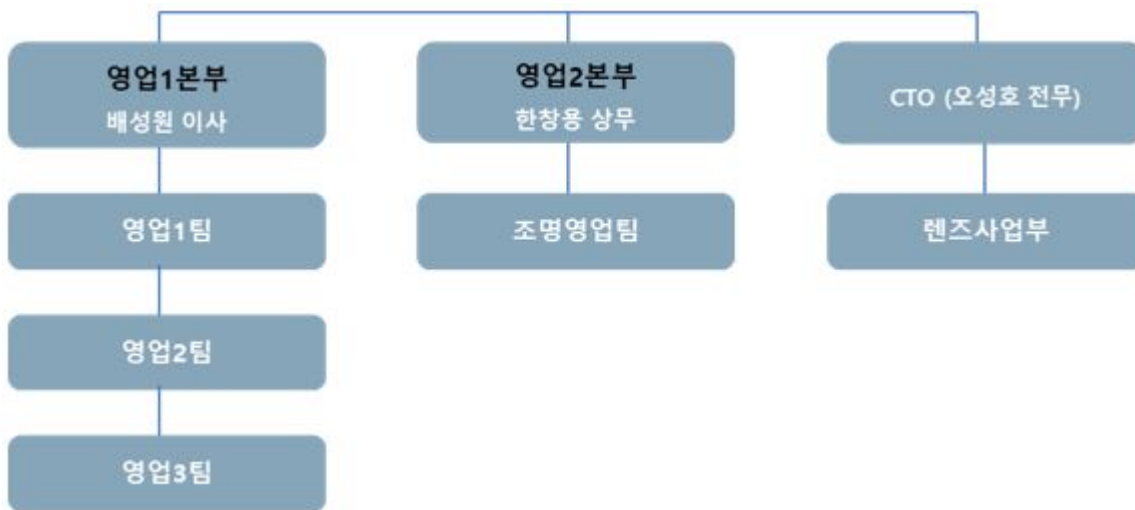 영업1본부
배성원 이사
영업2본부
한창용 상무
CTO (오성호 전무)
영업1팀
조명영업팀
렌즈사업부
영업2팀
영업3팀